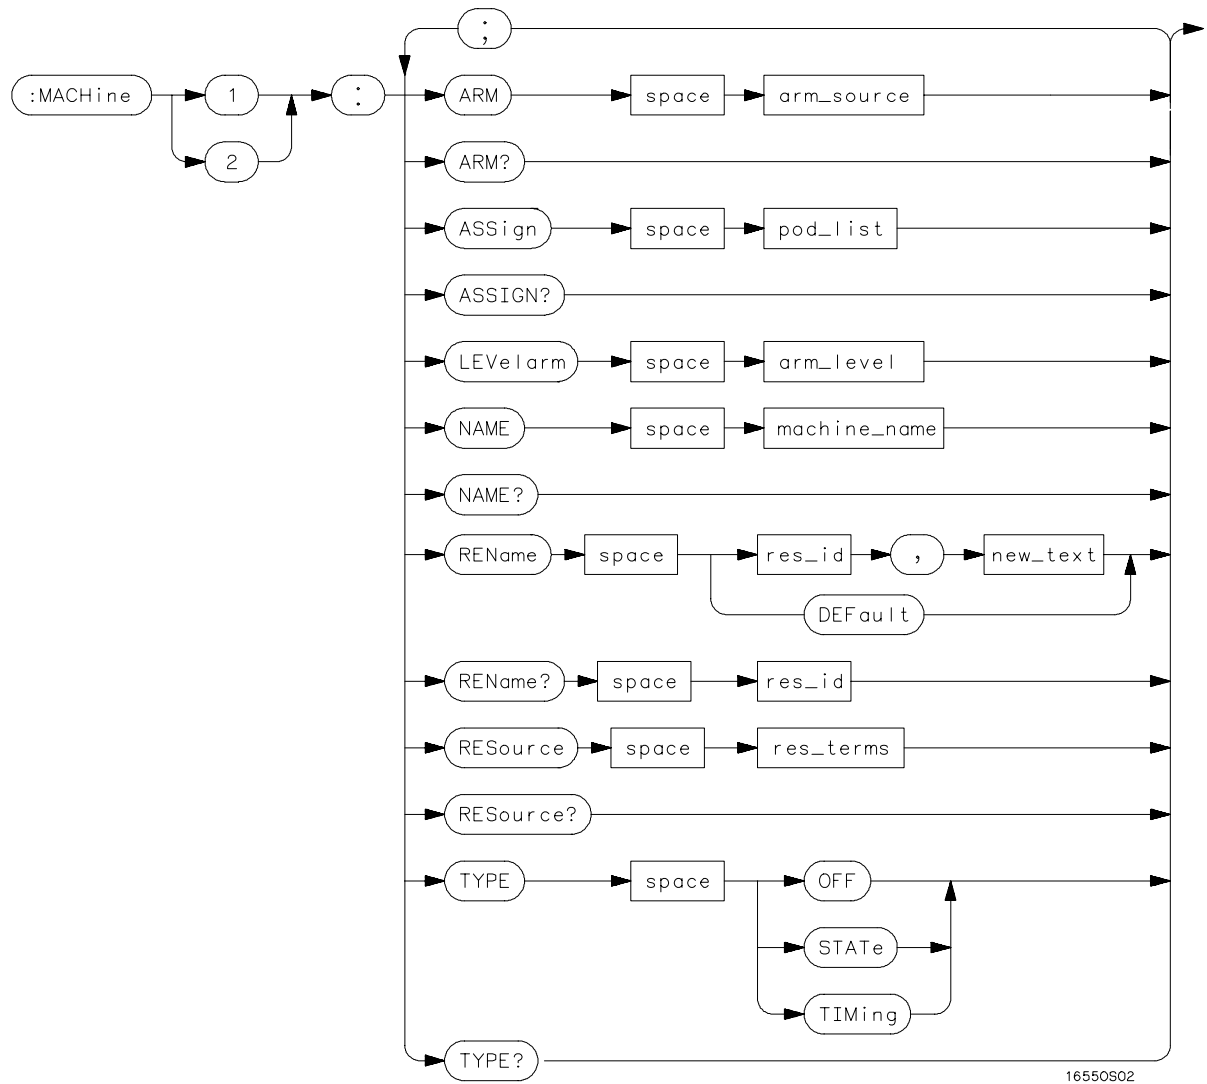 ;
:MACHine 1 : ARM space arm_source
2 ARM?
ASSign space pod_list
ASSIGN?
LEVelarm space arm_level
NAME space machine_name
NAME?
REName space res_id , new_text
DEFault
REName? space res_id
RESource space res_terms
RESource?
TYPE space OFF
STATe
TIMing
TYPE?
16550S02